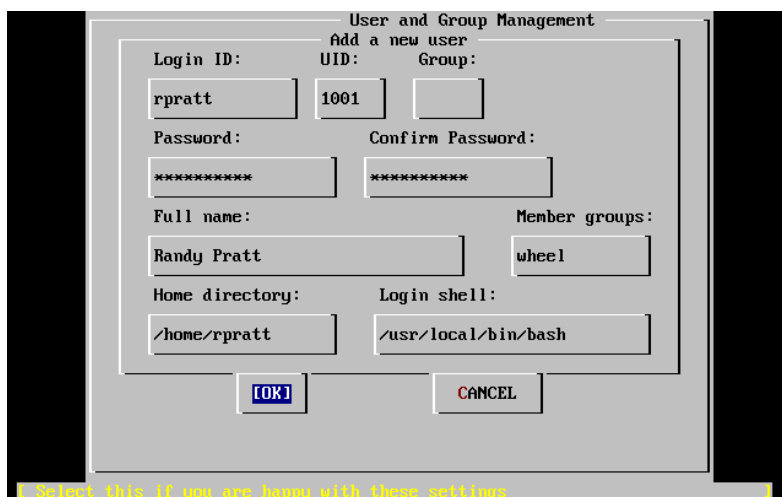 User and Group Management
Add a new user
Login ID: UID: Group:
rpratt 1001
Password: Confirm Password:
********** **********
Full name: Member groups:
Randy Pratt wheel
Home directory: Login shell:
/home/rpratt /usr/local/bin/bash
[OK] CANCEL
[ Select this if you are happy with these settings ]